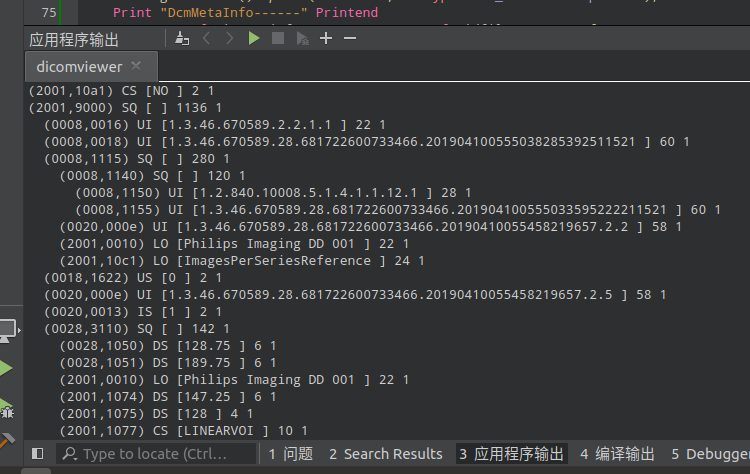 75 Print "DcmMetaInfo------" Printend
应用程序输出
dicomviewer
(2001,10a1) CS [NO ] 2 1
(2001,9000) SQ [ ] 1136 1
(0008,0016) UI [1.3.46.670589.2.2.1.1 ] 22 1
(0008,0018) UI [1.3.46.670589.28.681722600733466.201904100555038285392511521 ] 60 1
(0008,1115) SQ [ ] 280 1
(0008,1140) SQ [ ] 120 1
(0008,1150) UI [1.2.840.10008.5.1.4.1.1.12.1 ] 28 1
(0008,1155) UI [1.3.46.670589.28.681722600733466.201904100555033595222211521 ] 60 1
(0020,000e) UI [1.3.46.670589.28.681722600733466.20190410055458219657.2.2 ] 58 1
(2001,0010) LO [Philips Imaging DD 001 ] 22 1
(2001,10c1) LO [ImagesPerSeriesReference ] 24 1
(0018,1622) US [0 ] 2 1
(0020,000e) UI [1.3.46.670589.28.681722600733466.20190410055458219657.2.5 ] 58 1
(0020,0013) IS [1 ] 2 1
(0028,3110) SQ [ ] 142 1
(0028,1050) DS [128.75 ] 6 1
(0028,1051) DS [189.75 ] 6 1
(2001,0010) LO [Philips Imaging DD 001 ] 22 1
(2001,1074) DS [147.25 ] 6 1
(2001,1075) DS [128 ] 4 1
(2001,1077) CS [LINEARVOI ] 10 1
Type to locate (Ctrl... 1 问题 2 Search Results 3 应用程序输出 4 编译输出 5 Debugger